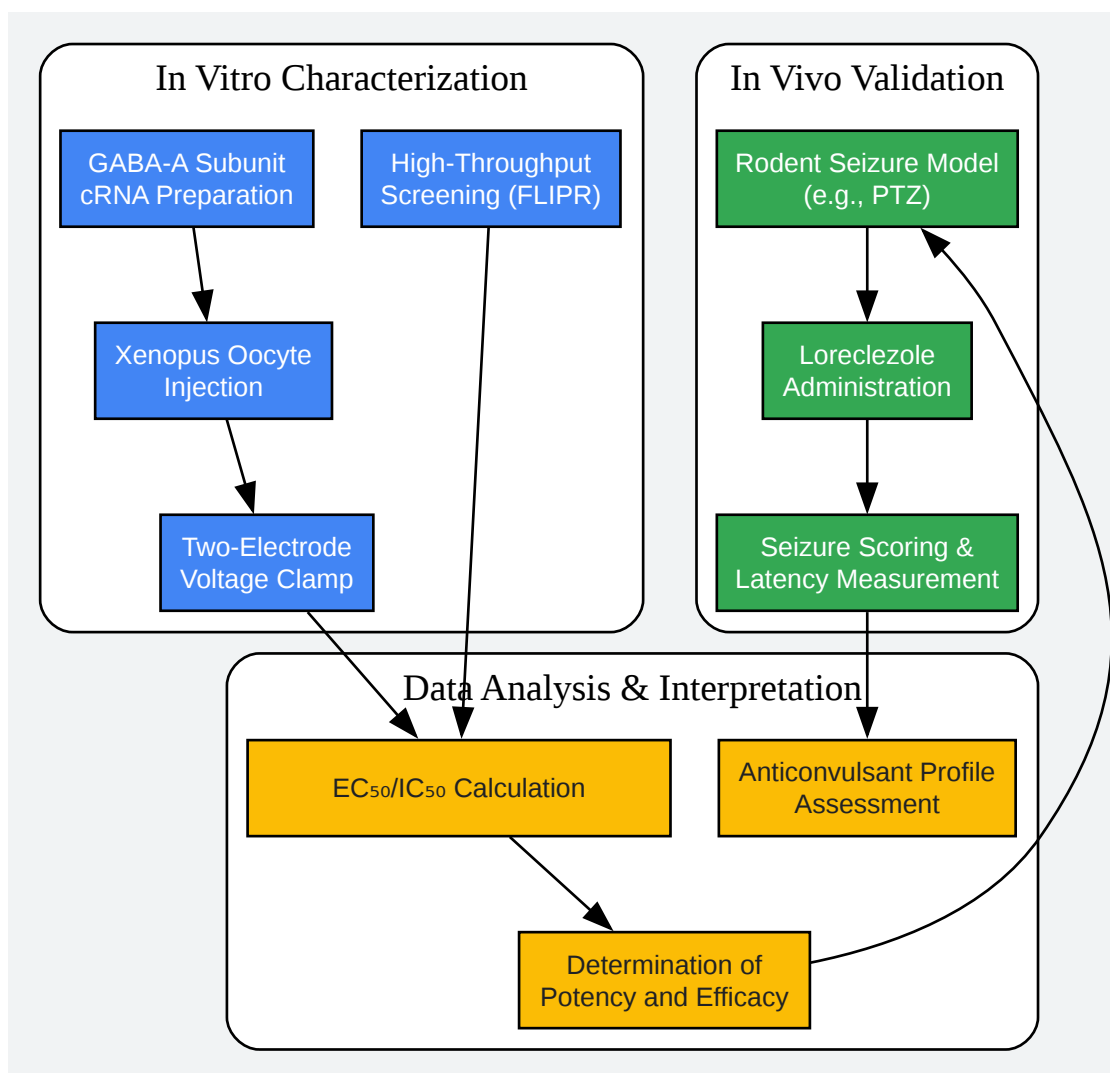 In Vitro Characterization
GABA-A Subunit
cRNA Preparation
High-Throughput
Screening (FLIPR)
Xenopus Oocyte
Injection
Two-Electrode
Voltage Clamp
In Vivo Validation
Rodent Seizure Model
(e.g., PTZ)
Loreclezole
Administration
Seizure Scoring &
Latency Measurement
Data Analysis & Interpretation
EC₅₀/IC₅₀ Calculation
Anticonvulsant Profile
Assessment
Determination of
Potency and Efficacy